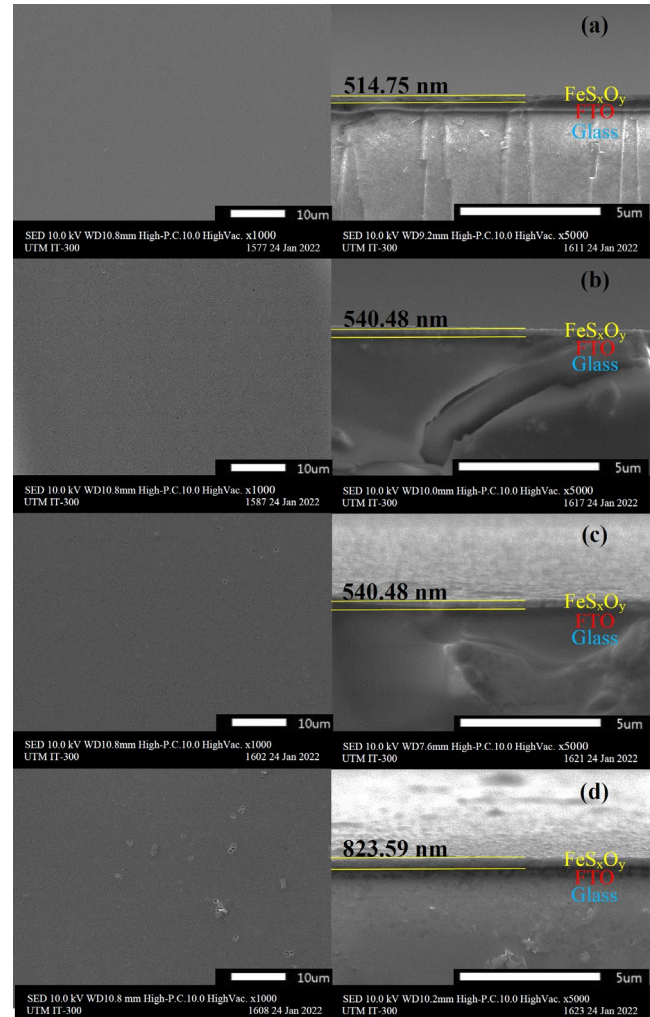 (a)
514.75 nm
FeSxOy
FTO
Glass
10um
5um
SED 10.0 kV WD10.8mm High-P.C.10.0 HighVac. x1000
UTM IT-300 1577 24 Jan 2022
SED 10.0 kV WD9.2mm High-P.C.10.0 HighVac. x5000
UTM IT-300 1611 24 Jan 2022
(b)
540.48 nm
FeSxOy
FTO
Glass
10um
5um
SED 10.0 kV WD10.8mm High-P.C.10.0 HighVac. x1000
UTM IT-300 1587 24 Jan 2022
SED 10.0 kV WD10.0mm High-P.C.10.0 HighVac. x5000
UTM IT-300 1617 24 Jan 2022
(c)
540.48 nm
FeSxOy
FTO
Glass
10um
5um
SED 10.0 kV WD10.8mm High-P.C.10.0 HighVac. x1000
UTM IT-300 1602 24 Jan 2022
SED 10.0 kV WD7.6mm High-P.C.10.0 HighVac. x5000
UTM IT-300 1621 24 Jan 2022
(d)
823.59 nm
FeSxOy
FTO
Glass
10um
5um
SED 10.0 kV WD10.8 mm High-P.C.10.0 HighVac. x1000
UTM IT-300 1608 24 Jan 2022
SED 10.0 kV WD10.2mm High-P.C.10.0 HighVac. x5000
UTM IT-300 1623 24 Jan 2022